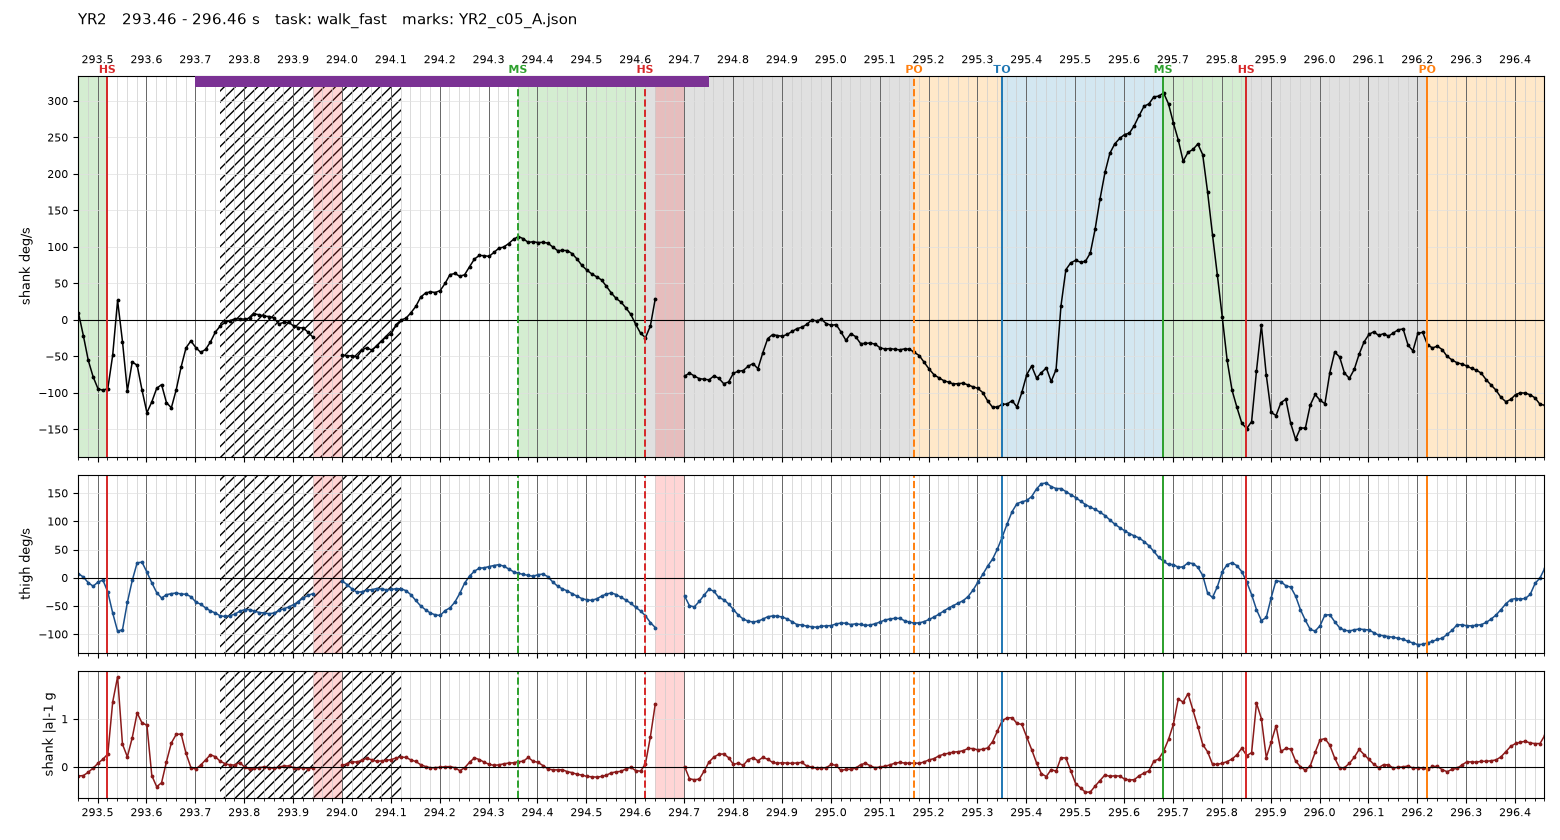 YR2   293.46 - 296.46 s   task: walk_fast   marks: YR2_c05_A.json
293.5 293.6 293.7 293.8 293.9 294.0 294.1 294.2 294.3 294.4 294.5 294.6 294.7 294.8 294.9 295.0 295.1 295.2 295.3 295.4 295.5 295.6 295.7 295.8 295.9 296.0 296.1 296.2 296.3 296.4
HS MS HS PO TO MS HS PO
300
250
200
150
100
50
0
−50
−100
−150
shank deg/s
150
100
50
0
−50
−100
thigh deg/s
1
0
shank |a|-1 g
293.5 293.6 293.7 293.8 293.9 294.0 294.1 294.2 294.3 294.4 294.5 294.6 294.7 294.8 294.9 295.0 295.1 295.2 295.3 295.4 295.5 295.6 295.7 295.8 295.9 296.0 296.1 296.2 296.3 296.4